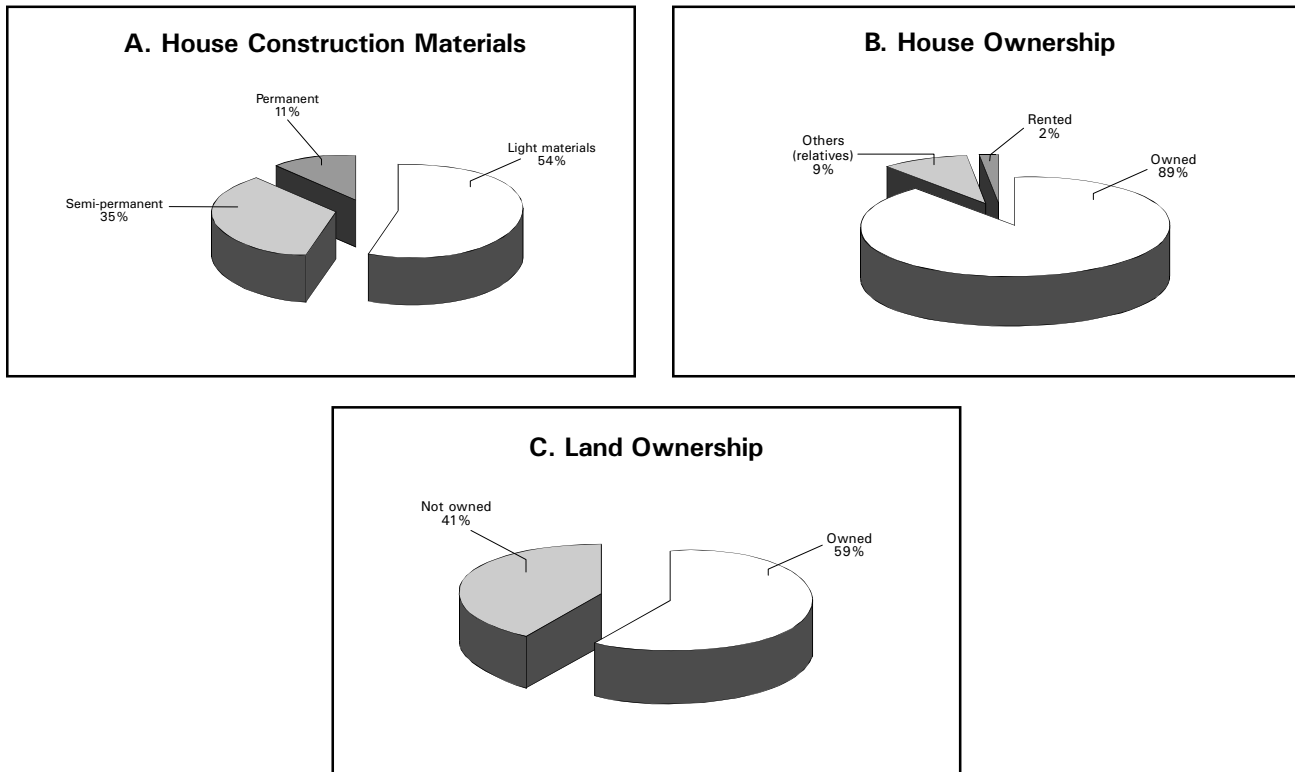 A. House Construction Materials
Permanent
11%
Light materials
54%
Semi-permanent
35%
B. House Ownership
Rented
2%
Others
(relatives)
9%
Owned
89%
C. Land Ownership
Not owned
41%
Owned
59%